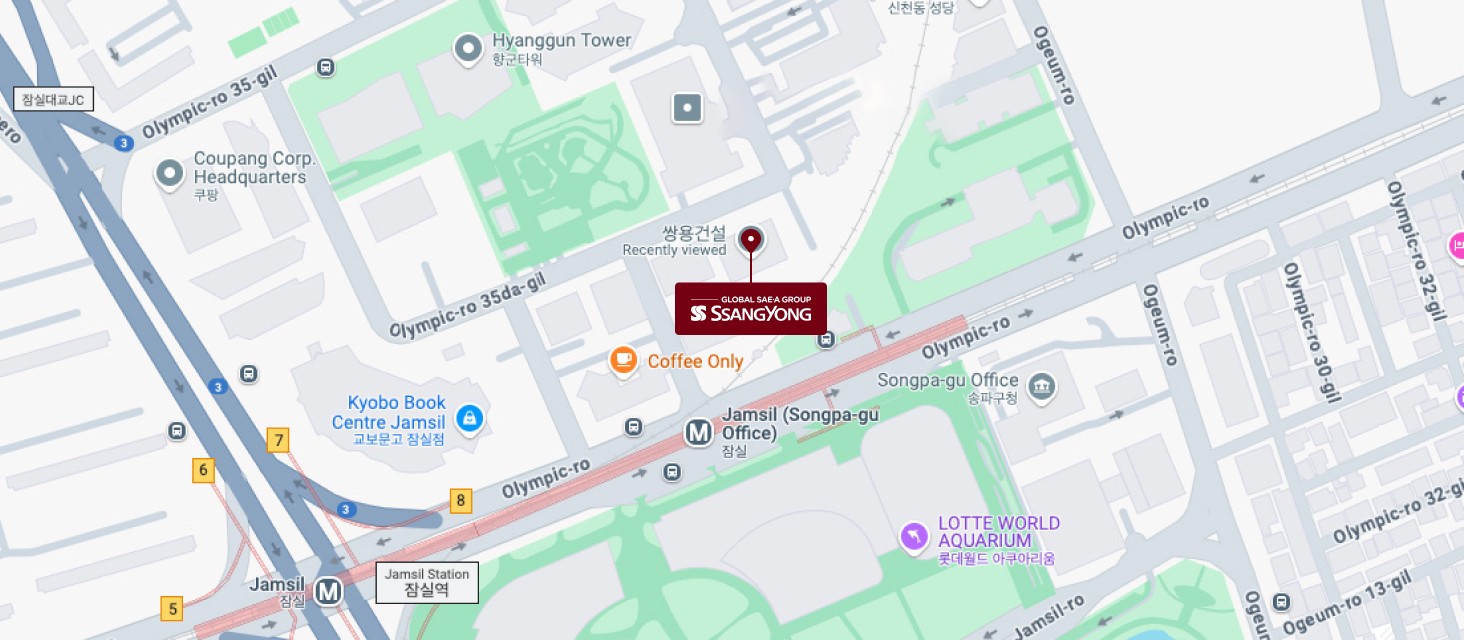 신천동 성당
Hyanggun Tower
향군타워
Ogeum-ro
Olympic-ro 35-gil
잠실대교JC
3
Coupang Corp.
Headquarters
쿠팡
Olympic-ro
Olympic-ro 32-gil
쌍용건설
Recently viewed
Olympic-ro 35da-gil
GLOBAL SAE-A GROUP
SSANGYONG
Ogeum-ro
Olympic-ro 30-gil
Olympic-ro
Coffee Only
Songpa-gu Office
송파구청
3
Kyobo Book
Centre Jamsil
교보문고 잠실점
Jamsil (Songpa-gu
Office)
잠실
M
7
6
Olympic-ro
8
3
Olympic-ro 32-gi
LOTTE WORLD
AQUARIUM
롯데월드 아쿠아리움
Jamsil Station
잠실역
Jamsil
잠실
M
5
Jamsil-ro
Ogeum-ro 13-gil